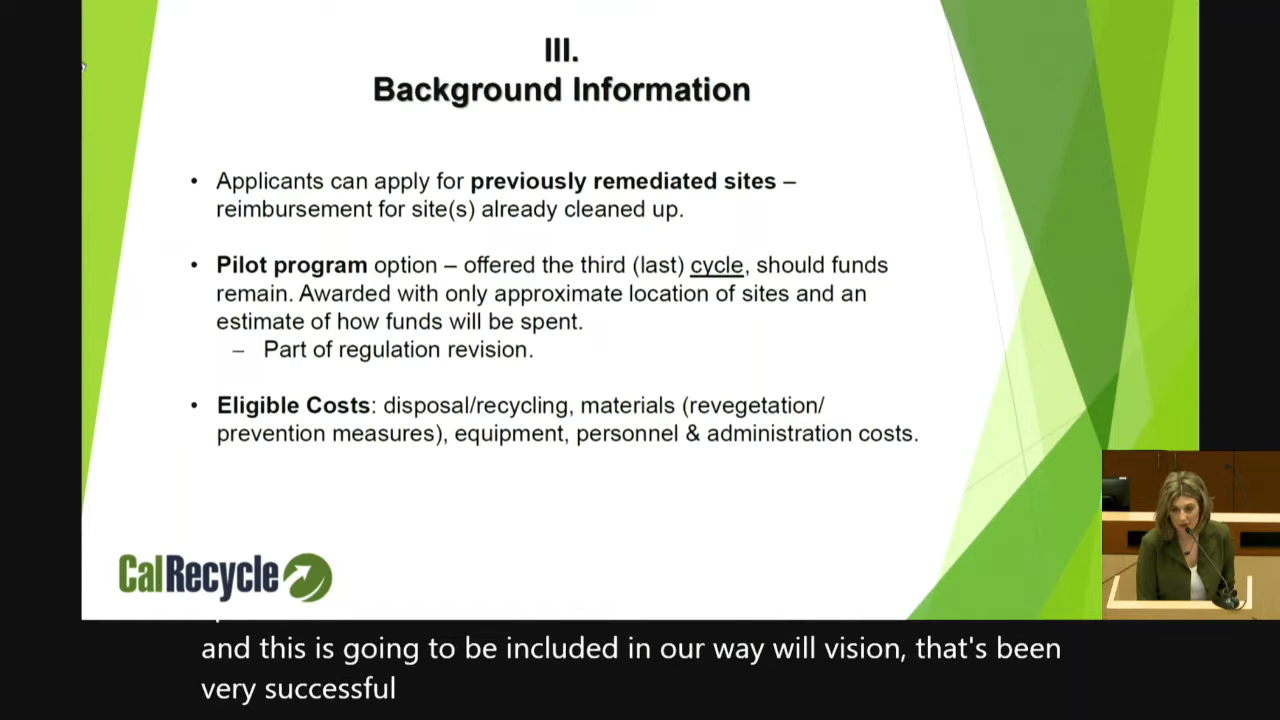 III.
Background Information
• Applicants can apply for previously remediated sites –
reimbursement for site(s) already cleaned up.
• Pilot program option – offered the third (last) cycle, should funds
remain. Awarded with only approximate location of sites and an
estimate of how funds will be spent.
– Part of regulation revision.
• Eligible Costs: disposal/recycling, materials (revegetation/
prevention measures), equipment, personnel & administration costs.
CalRecycle
and this is going to be included in our way will vision, that's been
very successful